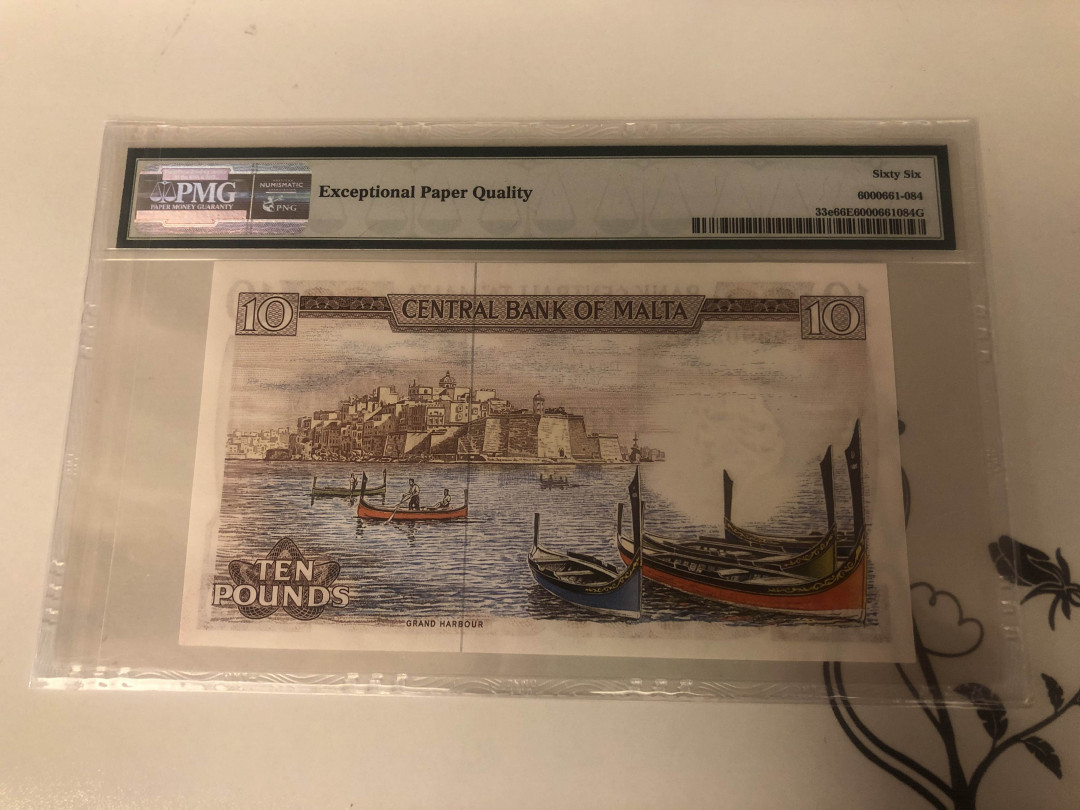 PMG
PAPER MONEY GUARANTY
NUMISMATIC
PNG
Exceptional Paper Quality
Sixty Six
6000661-084
33e66E6000661084G
10 CENTRAL BANK OF MALTA 10
TEN
POUNDS
GRAND HARBOUR